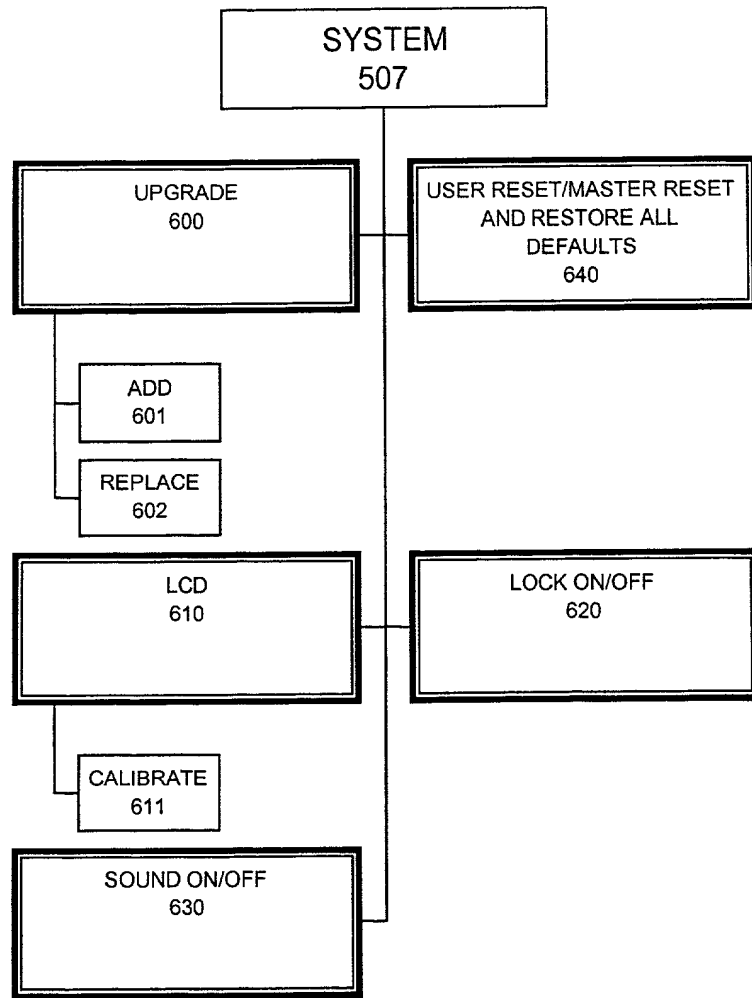 SYSTEM
507
UPGRADE
600
USER RESET/MASTER RESET
AND RESTORE ALL
DEFAULTS
640
ADD
601
REPLACE
602
LCD
610
LOCK ON/OFF
620
CALIBRATE
611
SOUND ON/OFF
630